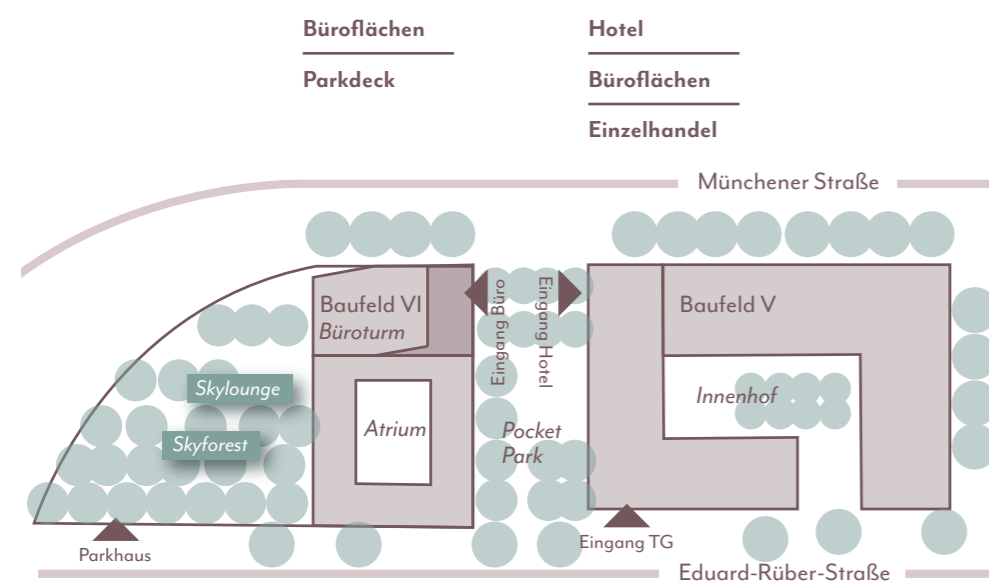 Büroflächen
Parkdeck
Hotel
Büroflächen
Einzelhandel
Münchener Straße
Baufeld VI
Büroturm
Eingang Büro
Eingang Hotel
Baufeld V
Skylounge
Skyforest
Atrium
Innenhof
Pocket
Park
Parkhaus
Eingang TG
Eduard-Rüber-Straße